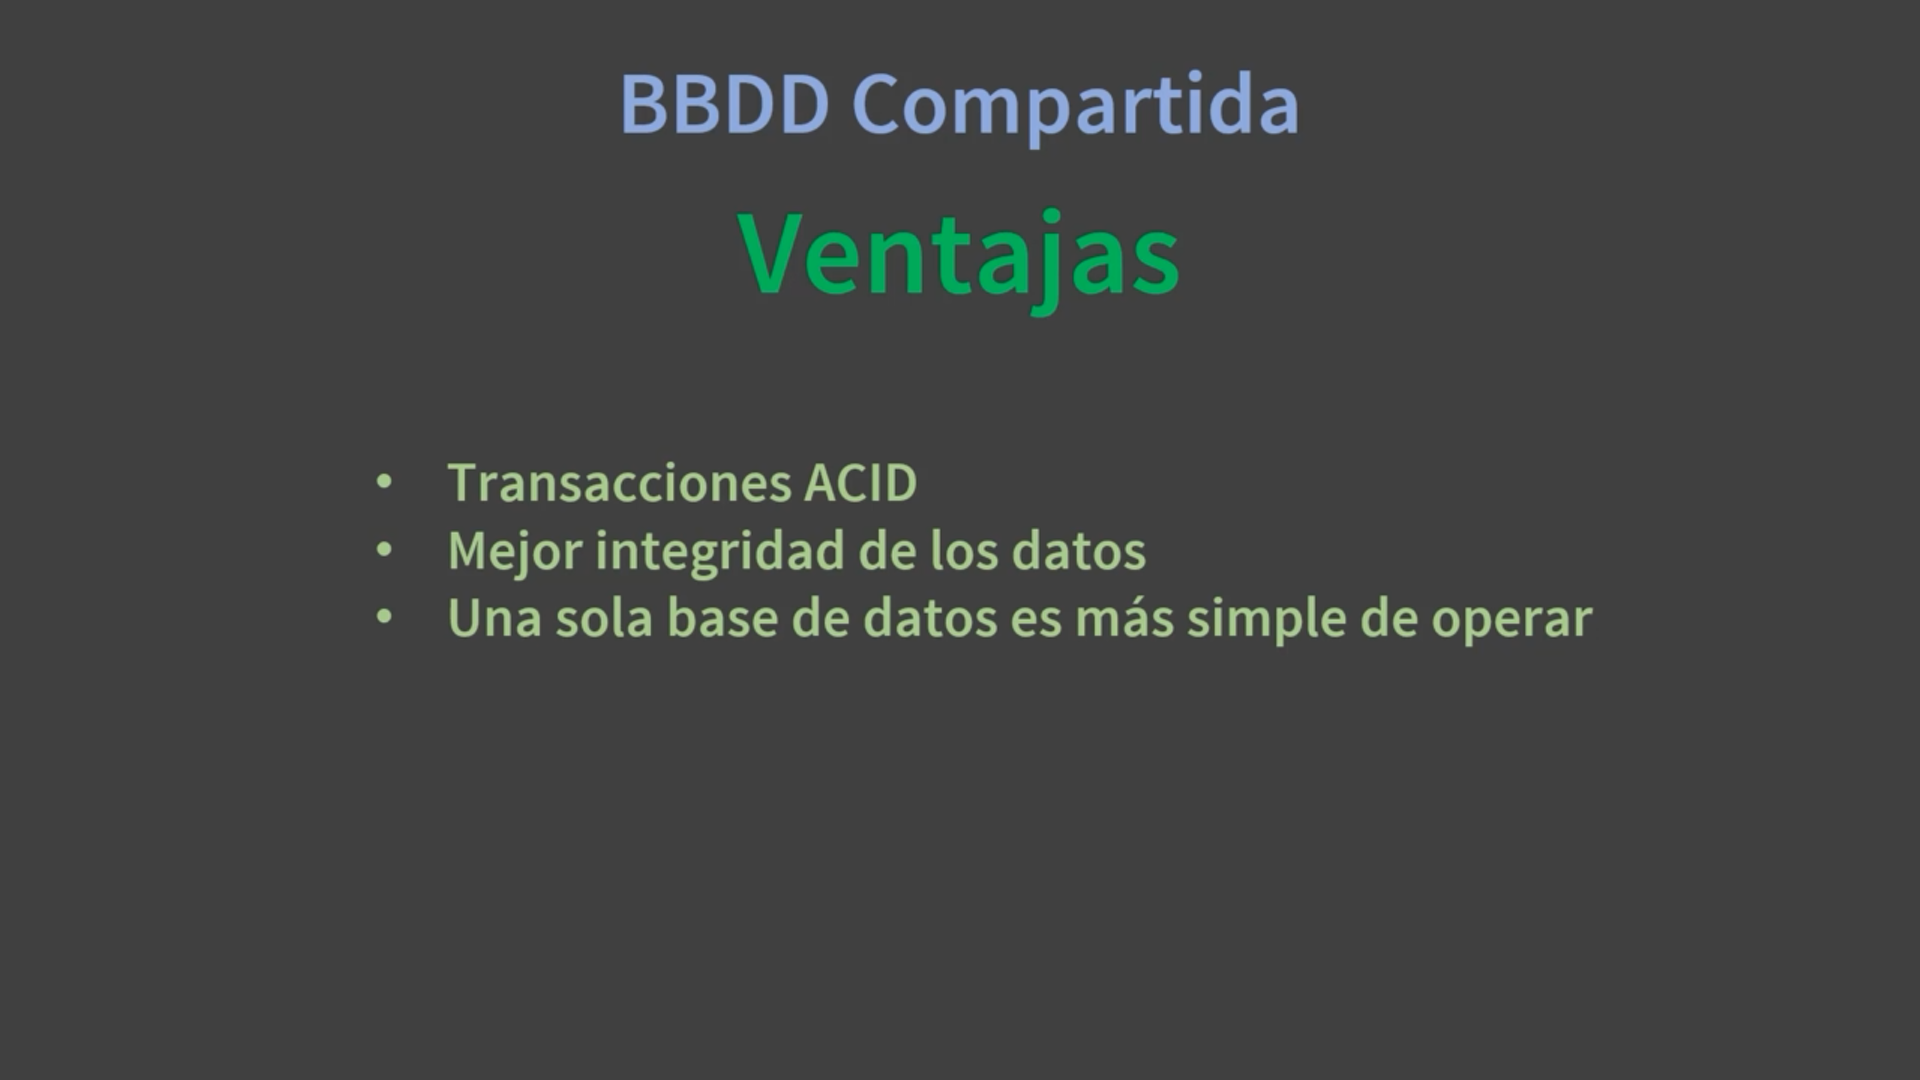 BBDD Compartida
Ventajas
• Transacciones ACID
• Mejor integridad de los datos
• Una sola base de datos es más simple de operar